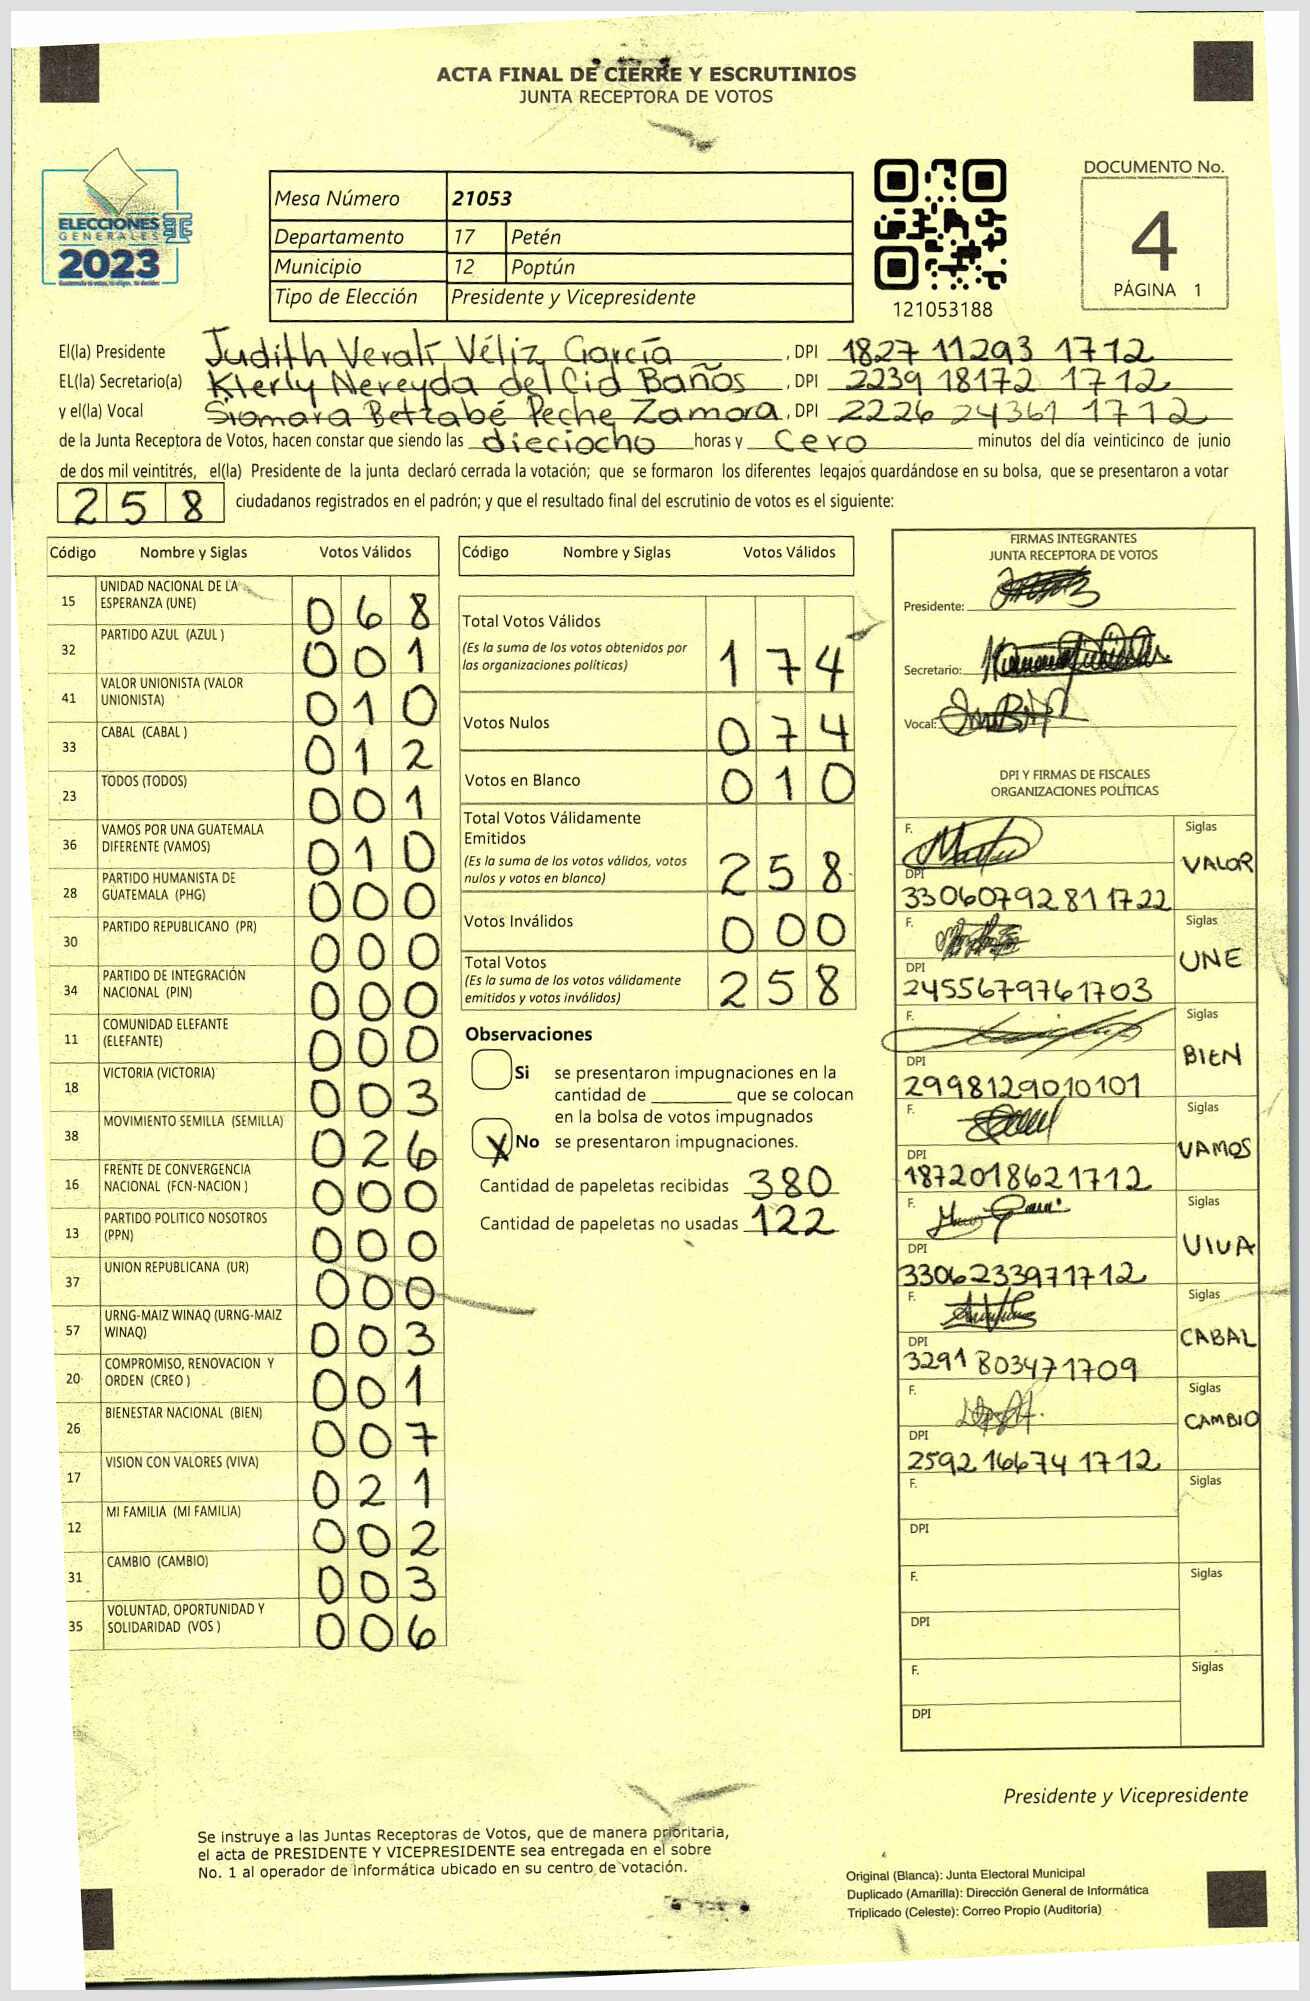 ACTA FINAL DE CIERRE Y ESCRUTINIOS
JUNTA RECEPTORA DE VOTOS
ELECCIONES
GENERALES
2023
Mesa Número 21053
Departamento 17 Petén
Municipio 12 Poptún
Tipo de Elección Presidente y Vicepresidente
121053188
DOCUMENTO No.
4
PÁGINA 1
El(la) Presidente Judith Veralí Véliz García, DPI 1827 11293 1712
EL(la) Secretario(a) Klerly Nereyda del Cid Baños, DPI 2239 18172 1712
y el(la) Vocal Siomara Betzabé Peche Zamora, DPI 2226 24361 1712
de la Junta Receptora de Votos, hacen constar que siendo las dieciocho horas y cero minutos del día veinticinco de junio
de dos mil veintitrés, el(la) Presidente de la junta declaró cerrada la votación; que se formaron los diferentes legajos quardándose en su bolsa, que se presentaron a votar
258 ciudadanos registrados en el padrón; y que el resultado final del escrutinio de votos es el siguiente:
Código Nombre y Siglas Votos Válidos
15 UNIDAD NACIONAL DE LA ESPERANZA (UNE) 068
32 PARTIDO AZUL (AZUL ) 001
41 VALOR UNIONISTA (VALOR UNIONISTA) 010
33 CABAL (CABAL ) 012
23 TODOS (TODOS) 001
36 VAMOS POR UNA GUATEMALA DIFERENTE (VAMOS) 010
28 PARTIDO HUMANISTA DE GUATEMALA (PHG) 000
30 PARTIDO REPUBLICANO (PR) 000
34 PARTIDO DE INTEGRACIÓN NACIONAL (PIN) 000
11 COMUNIDAD ELEFANTE (ELEFANTE) 000
18 VICTORIA (VICTORIA) 003
38 MOVIMIENTO SEMILLA (SEMILLA) 026
16 FRENTE DE CONVERGENCIA NACIONAL (FCN-NACION ) 000
13 PARTIDO POLITICO NOSOTROS (PPN) 000
37 UNION REPUBLICANA (UR) 000
57 URNG-MAIZ WINAQ (URNG-MAIZ WINAQ) 003
20 COMPROMISO, RENOVACION Y ORDEN (CREO ) 001
26 BIENESTAR NACIONAL (BIEN) 007
17 VISION CON VALORES (VIVA) 021
12 MI FAMILIA (MI FAMILIA) 002
31 CAMBIO (CAMBIO) 003
35 VOLUNTAD, OPORTUNIDAD Y SOLIDARIDAD (VOS ) 006
Código Nombre y Siglas Votos Válidos
Total Votos Válidos
(Es la suma de los votos obtenidos por
las organizaciones políticas) 174
Votos Nulos 074
Votos en Blanco 010
Total Votos Válidamente
Emitidos
(Es la suma de los votos válidos, votos
nulos y votos en blanco) 258
Votos Inválidos 000
Total Votos
(Es la suma de los votos válidamente
emitidos y votos inválidos) 258
Observaciones
Si se presentaron impugnaciones en la
cantidad de ________ que se colocan
en la bolsa de votos impugnados
X No se presentaron impugnaciones.
Cantidad de papeletas recibidas 380
Cantidad de papeletas no usadas 122
FIRMAS INTEGRANTES
JUNTA RECEPTORA DE VOTOS
Presidente:
Secretario:
Vocal:
DPI Y FIRMAS DE FISCALES
ORGANIZACIONES POLÍTICAS
F. Siglas
VALOR
DPI
3306079281 1722
F. Siglas
UNE
DPI
2455679761703
F. Siglas
BIEN
DPI
2998129010101
F. Siglas
VAMOS
DPI
1872018621712
F. Siglas
VIVA
DPI
3306233971712
F. Siglas
CABAL
DPI
3291 803471709
F. Siglas
CAMBIO
DPI
2592 16674 1712
F. Siglas
DPI
F. Siglas
DPI
F. Siglas
DPI
Presidente y Vicepresidente
Se instruye a las Juntas Receptoras de Votos, que de manera prioritaria,
el acta de PRESIDENTE Y VICEPRESIDENTE sea entregada en el sobre
No. 1 al operador de informática ubicado en su centro de votación.
Original (Blanca): Junta Electoral Municipal
Duplicado (Amarilla): Dirección General de Informática
Triplicado (Celeste): Correo Propio (Auditoría)